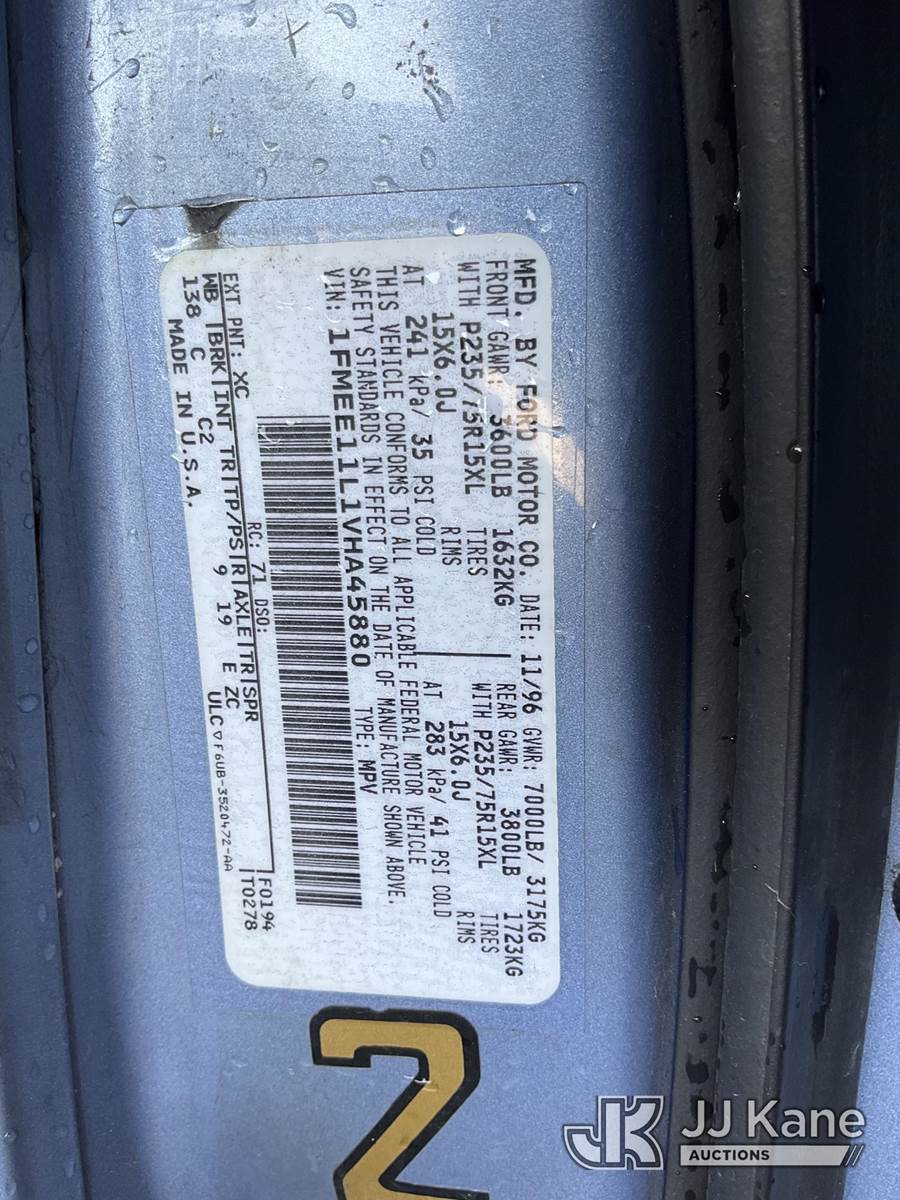 MFD. BY FORD MOTOR CO. DATE: 11/96 GVWR: 7000LB/ 3175KG
FRONT GAWR: 3600LB 1632KG REAR GAWR: 3800LB 1723KG
WITH P235/75R15XL TIRES WITH P235/75R15XL TIRES
15X6.0J RIMS 15X6.0J RIMS
AT 241 kPa/ 35 PSI COLD AT 283 kPa/ 41 PSI COLD
THIS VEHICLE CONFORMS TO ALL APPLICABLE FEDERAL MOTOR VEHICLE
SAFETY STANDARDS IN EFFECT ON THE DATE OF MANUFACTURE SHOWN ABOVE.
VIN: 1FMEE11L1VHA45880 TYPE: MPV
EXT PNT: XC RC: 71 DSO: F0194
WB BRK INT TR TP/PS R AXLE TR SPR T0278
138 C C2 9 19 E 2C
MADE IN U.S.A. ULC F6UB-3520472-AA
2
JK JJ Kane
AUCTIONS